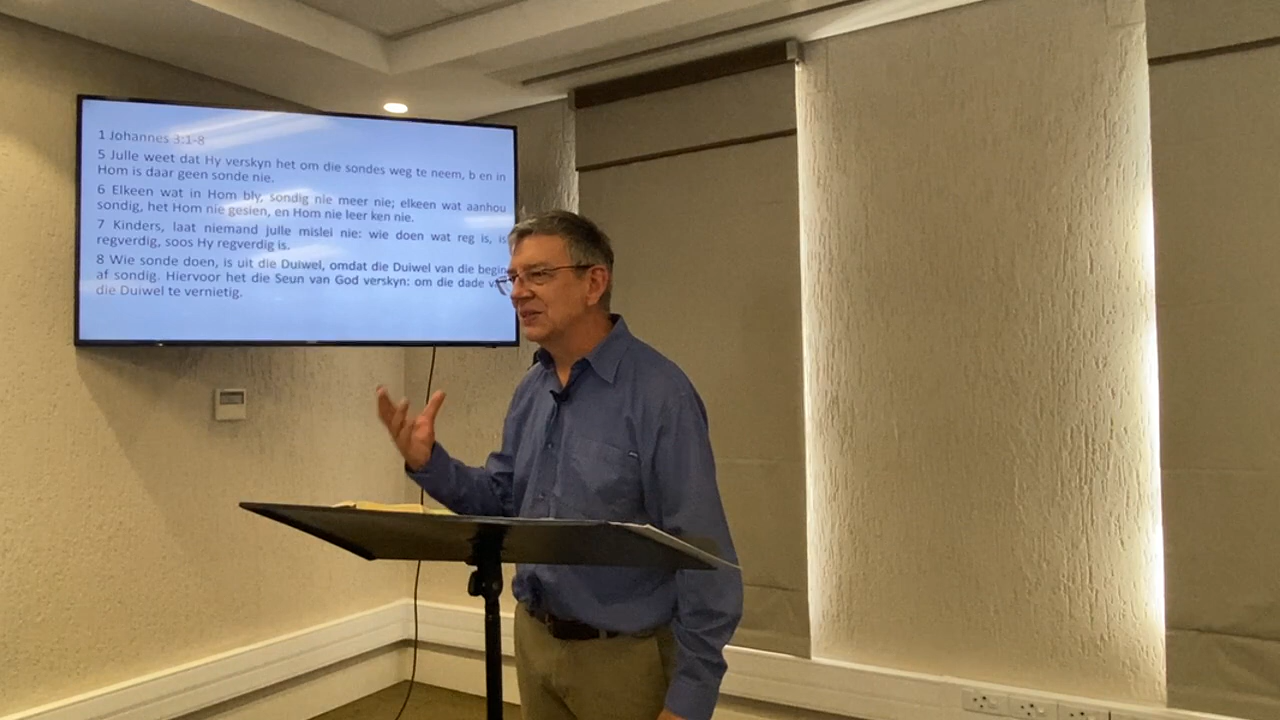 1 Johannes 3:1-8
5 Julle weet dat Hy verskyn het om die sondes weg te neem, b en in
Hom is daar geen sonde nie.
6 Elkeen wat in Hom bly, sondig nie meer nie; elkeen wat aanhou
sondig, het Hom nie gesien, en Hom nie leer ken nie.
7 Kinders, laat niemand julle mislei nie: wie doen wat reg is, is
regverdig, soos Hy regverdig is.
8 Wie sonde doen, is uit die Duiwel, omdat die Duiwel van die begin
af sondig. Hiervoor het die Seun van God verskyn: om die dade
die Duiwel te vernietig.